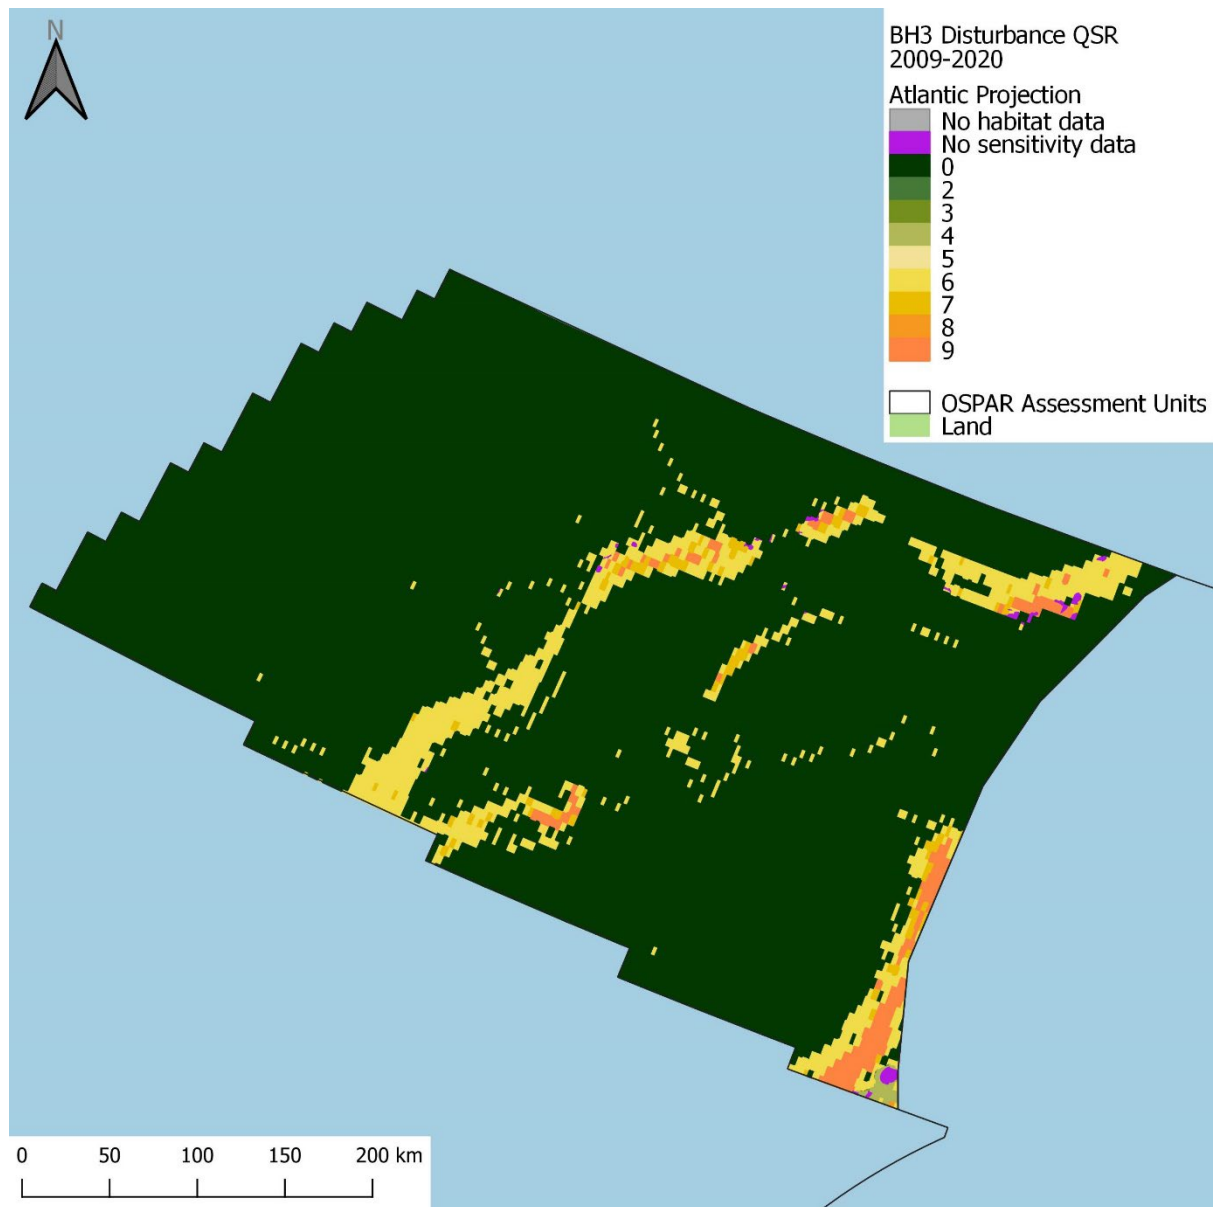 N
BH3 Disturbance QSR
2009-2020
Atlantic Projection
No habitat data
No sensitivity data
0
2
3
4
5
6
7
8
9
OSPAR Assessment Units
Land
0 50 100 150 200 km